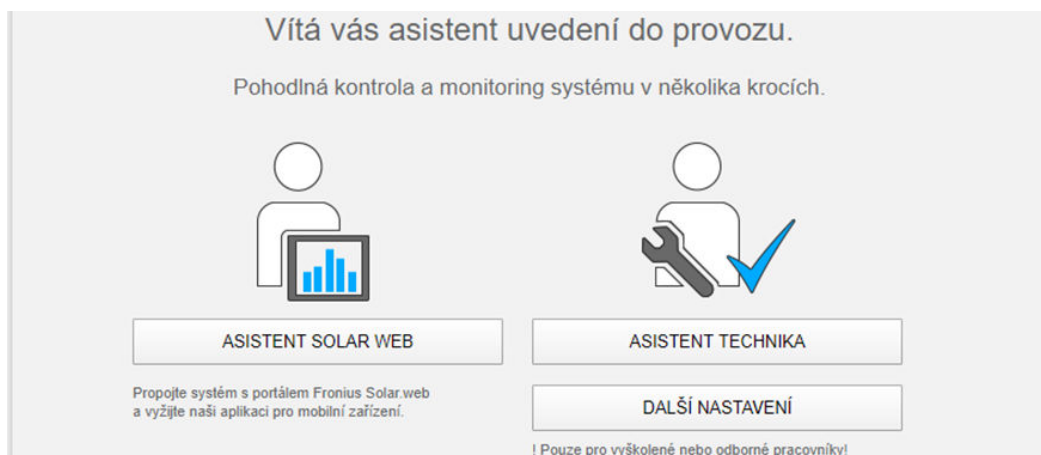 Vítá vás asistent uvedení do provozu.
Pohodlná kontrola a monitoring systému v několika krocích.
ASISTENT SOLAR WEB
Propojte systém s portálem Fronius Solar.web
a využijte naši aplikaci pro mobilní zařízení.
ASISTENT TECHNIKA
DALŠÍ NASTAVENÍ
! Pouze pro vyškolené nebo odborné pracovníky!